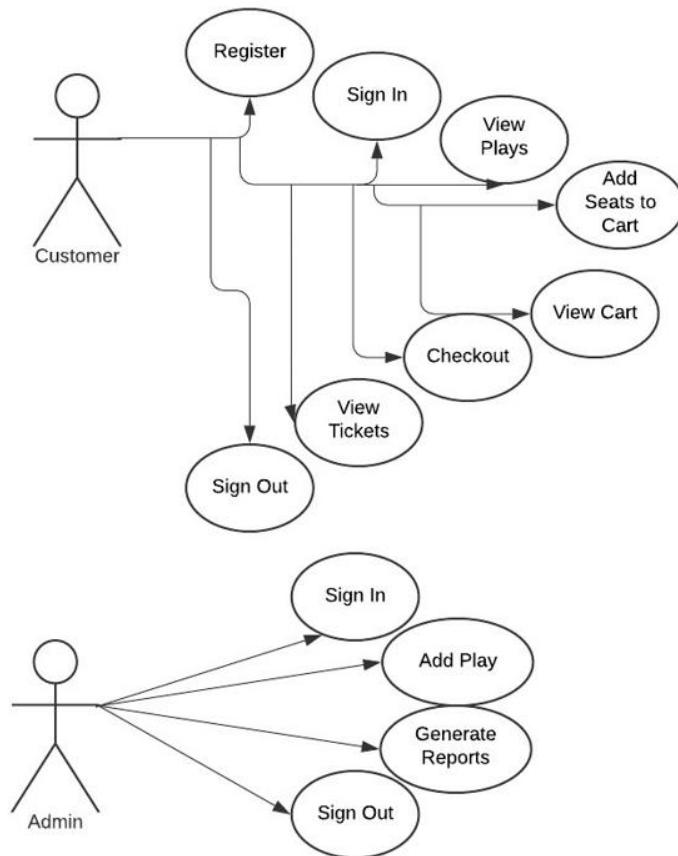 Register
Sign In
View
Plays
Add
Seats to
Cart
Customer
View Cart
Checkout
View
Tickets
Sign Out
Sign In
Add Play
Generate
Reports
Sign Out
Admin